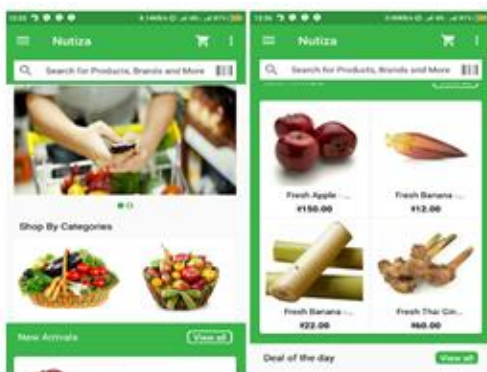 Nutiza
Search for Products, Brands and More
Shop By Categories
New Arrivals
View all
Nutiza
Search for Products, Brands and More
Fresh Apple - ...
₹150.00
Fresh Banana - ...
₹12.00
Fresh Banana - ...
₹22.00
Fresh Thai Gin...
₹60.00
Deal of the day
View all